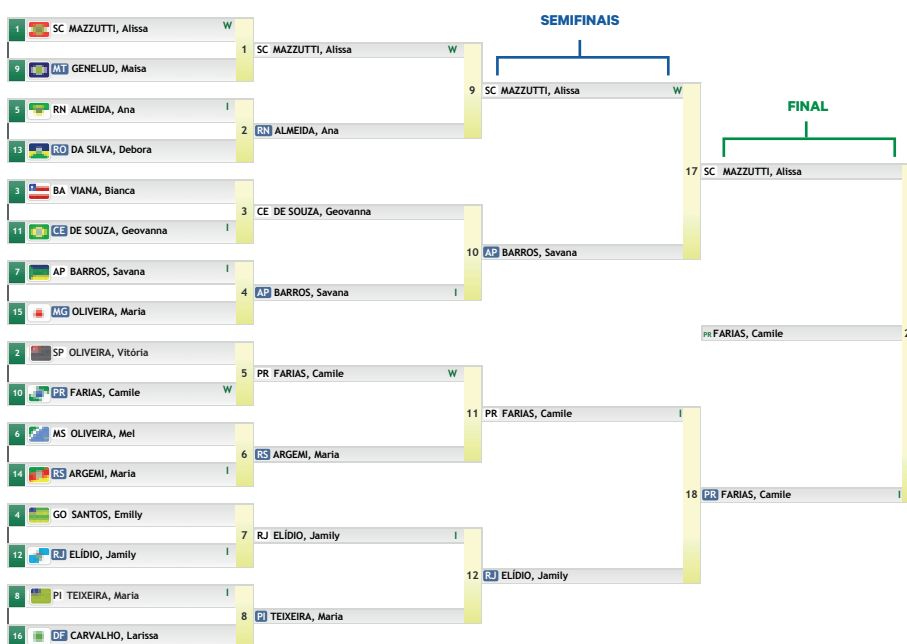 SEMIFINAIS
FINAL
1 SC MAZZUTTI, Alissa W
9 MT GENELUD, Maisa
1 SC MAZZUTTI, Alissa W
5 RN ALMEIDA, Ana I
13 RO DA SILVA, Debora
2 RN ALMEIDA, Ana
9 SC MAZZUTTI, Alissa W
3 BA VIANA, Bianca
11 CE DE SOUZA, Geovanna I
3 CE DE SOUZA, Geovanna
7 AP BARROS, Savana I
15 MG OLIVEIRA, Maria
4 AP BARROS, Savana I
10 AP BARROS, Savana
17 SC MAZZUTTI, Alissa
PR FARIAS, Camile
2 SP OLIVEIRA, Vitória
10 PR FARIAS, Camile W
5 PR FARIAS, Camile W
6 MS OLIVEIRA, Mel
14 RS ARGEMI, Maria I
6 RS ARGEMI, Maria
11 PR FARIAS, Camile I
4 GO SANTOS, Emilly
12 RJ ELÍDIO, Jamily I
7 RJ ELÍDIO, Jamily I
8 PI TEIXEIRA, Maria I
16 DF CARVALHO, Larissa
8 PI TEIXEIRA, Maria
12 RJ ELÍDIO, Jamily
18 PR FARIAS, Camile I